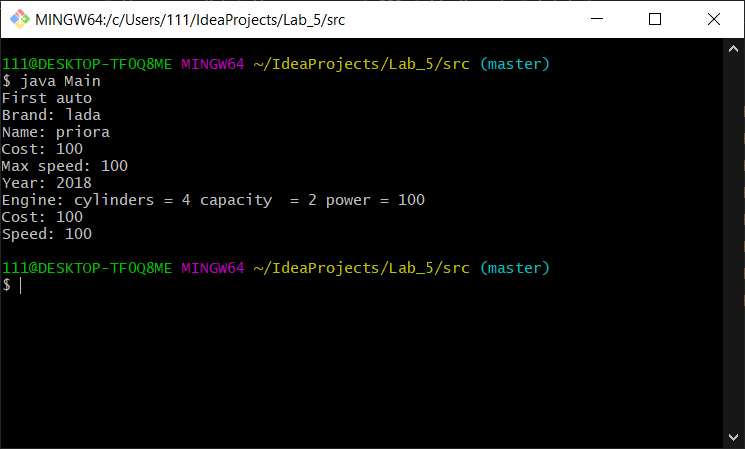 MINGW64:/c/Users/111/IdeaProjects/Lab_5/src
111@DESKTOP-TF0Q8ME MINGW64 ~/IdeaProjects/Lab_5/src (master)
$ java Main
First auto
Brand: lada
Name: priora
Cost: 100
Max speed: 100
Year: 2018
Engine: cylinders = 4 capacity  = 2 power = 100
Cost: 100
Speed: 100
111@DESKTOP-TF0Q8ME MINGW64 ~/IdeaProjects/Lab_5/src (master)
$